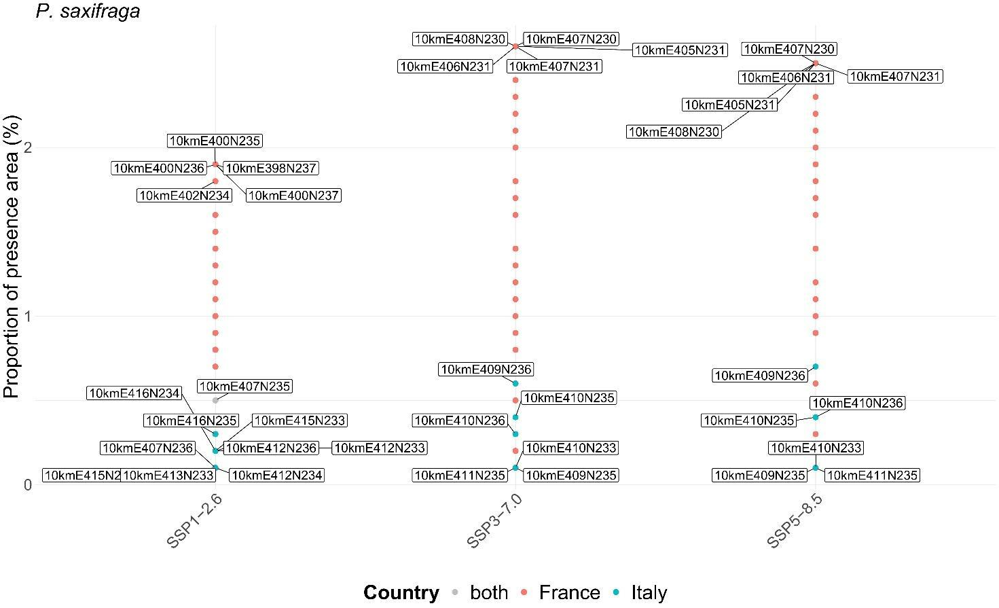 P. saxifraga
Proportion of presence area (%)
2
1
0
10kmE400N235
10kmE400N236
10kmE398N237
10kmE402N234
10kmE400N237
10kmE407N235
10kmE416N234
10kmE416N235
10kmE415N233
10kmE407N236
10kmE412N236
10kmE412N233
10kmE415N2
10kmE413N233
10kmE412N234
10kmE408N230
10kmE407N230
10kmE405N231
10kmE406N231
10kmE407N231
10kmE409N236
10kmE410N235
10kmE410N236
10kmE410N233
10kmE411N235
10kmE409N235
10kmE407N230
10kmE406N231
10kmE407N231
10kmE405N231
10kmE408N230
10kmE409N236
10kmE410N236
10kmE410N235
10kmE410N233
10kmE409N235
10kmE411N235
SSP1−2.6
SSP3−7.0
SSP5−8.5
Country both France Italy